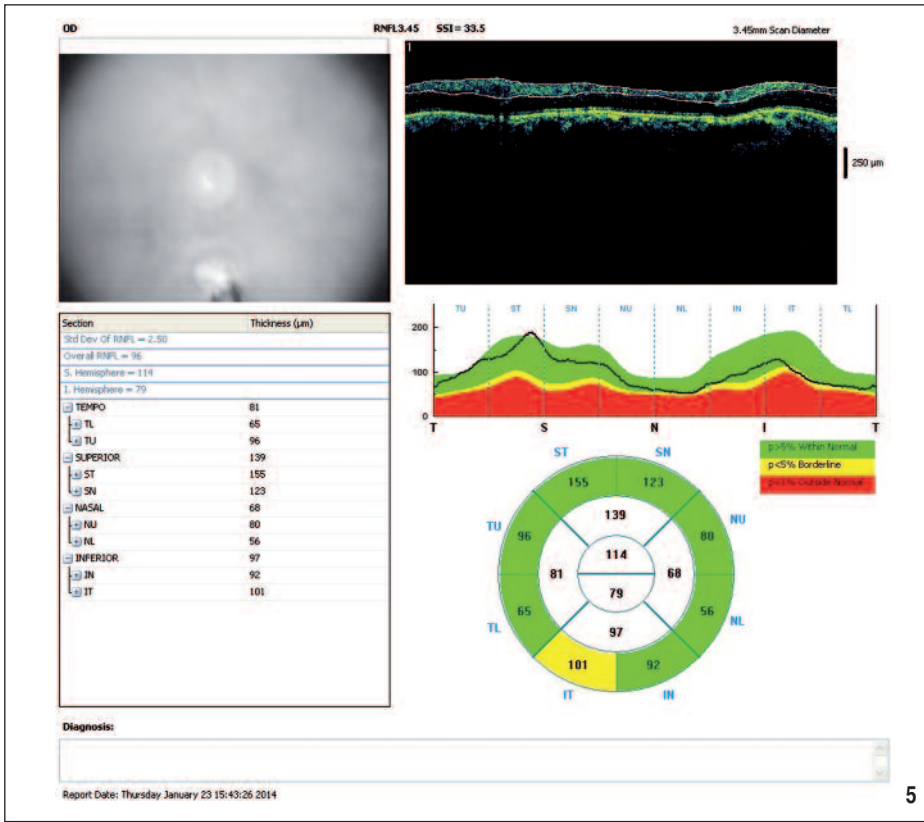 OD RNFL3.45 SSI = 33.5 3.45mm Scan Diameter
1
250 µm
Section Thickness (µm)
Std Dev Of RNFL = 2.50
Overall RNFL = 96
S. Hemisphere = 114
I. Hemisphere = 79
TEMPO 81
TL 65
TU 96
SUPERIOR 139
ST 155
SN 123
NASAL 68
NU 80
NL 56
INFERIOR 97
IN 92
IT 101
TU ST SN NU NL IN IT TL
200
100
0
T S N I T
p>5% Within Normal
p<5% Borderline
p<1% Outside Normal
ST SN
155 123
139
TU NU
96 80
114
81 68
79
65 56
TL NL
97
101 92
IT IN
Diagnosis:
Report Date: Thursday January 23 15:43:26 2014
5